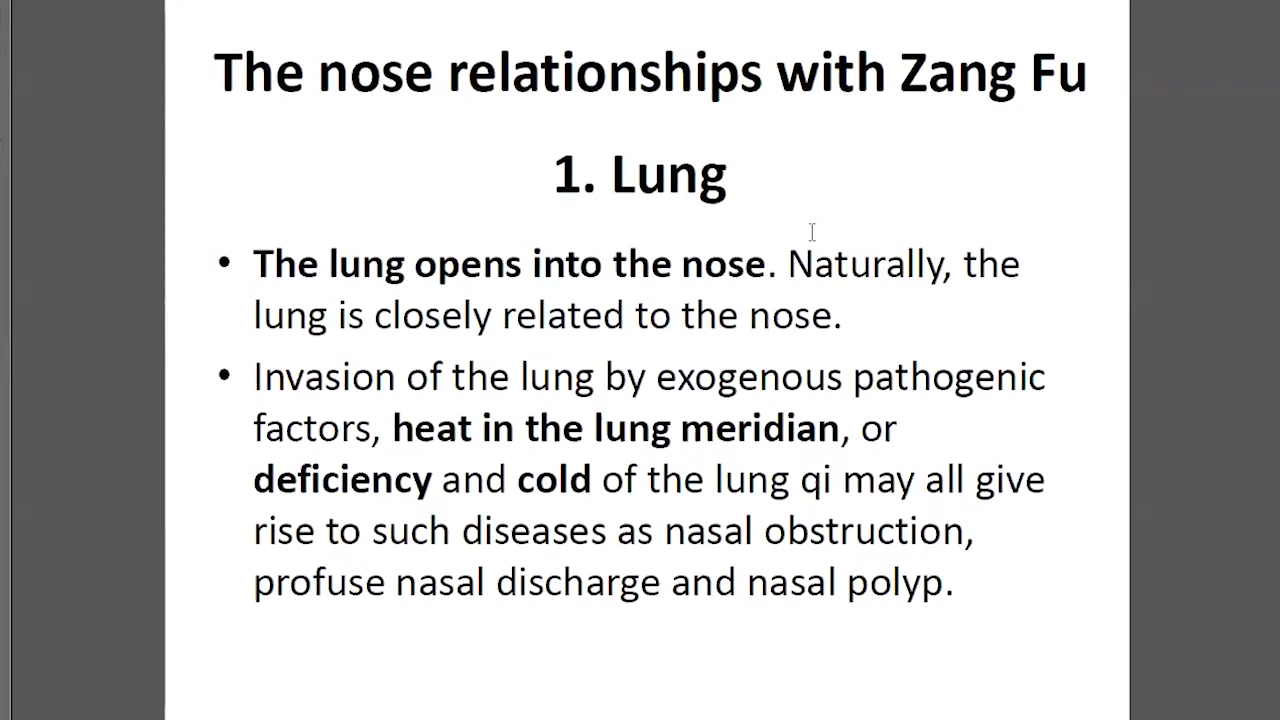 The nose relationships with Zang Fu
1. Lung
• The lung opens into the nose. Naturally, the
lung is closely related to the nose.
• Invasion of the lung by exogenous pathogenic
factors, heat in the lung meridian, or
deficiency and cold of the lung qi may all give
rise to such diseases as nasal obstruction,
profuse nasal discharge and nasal polyp.